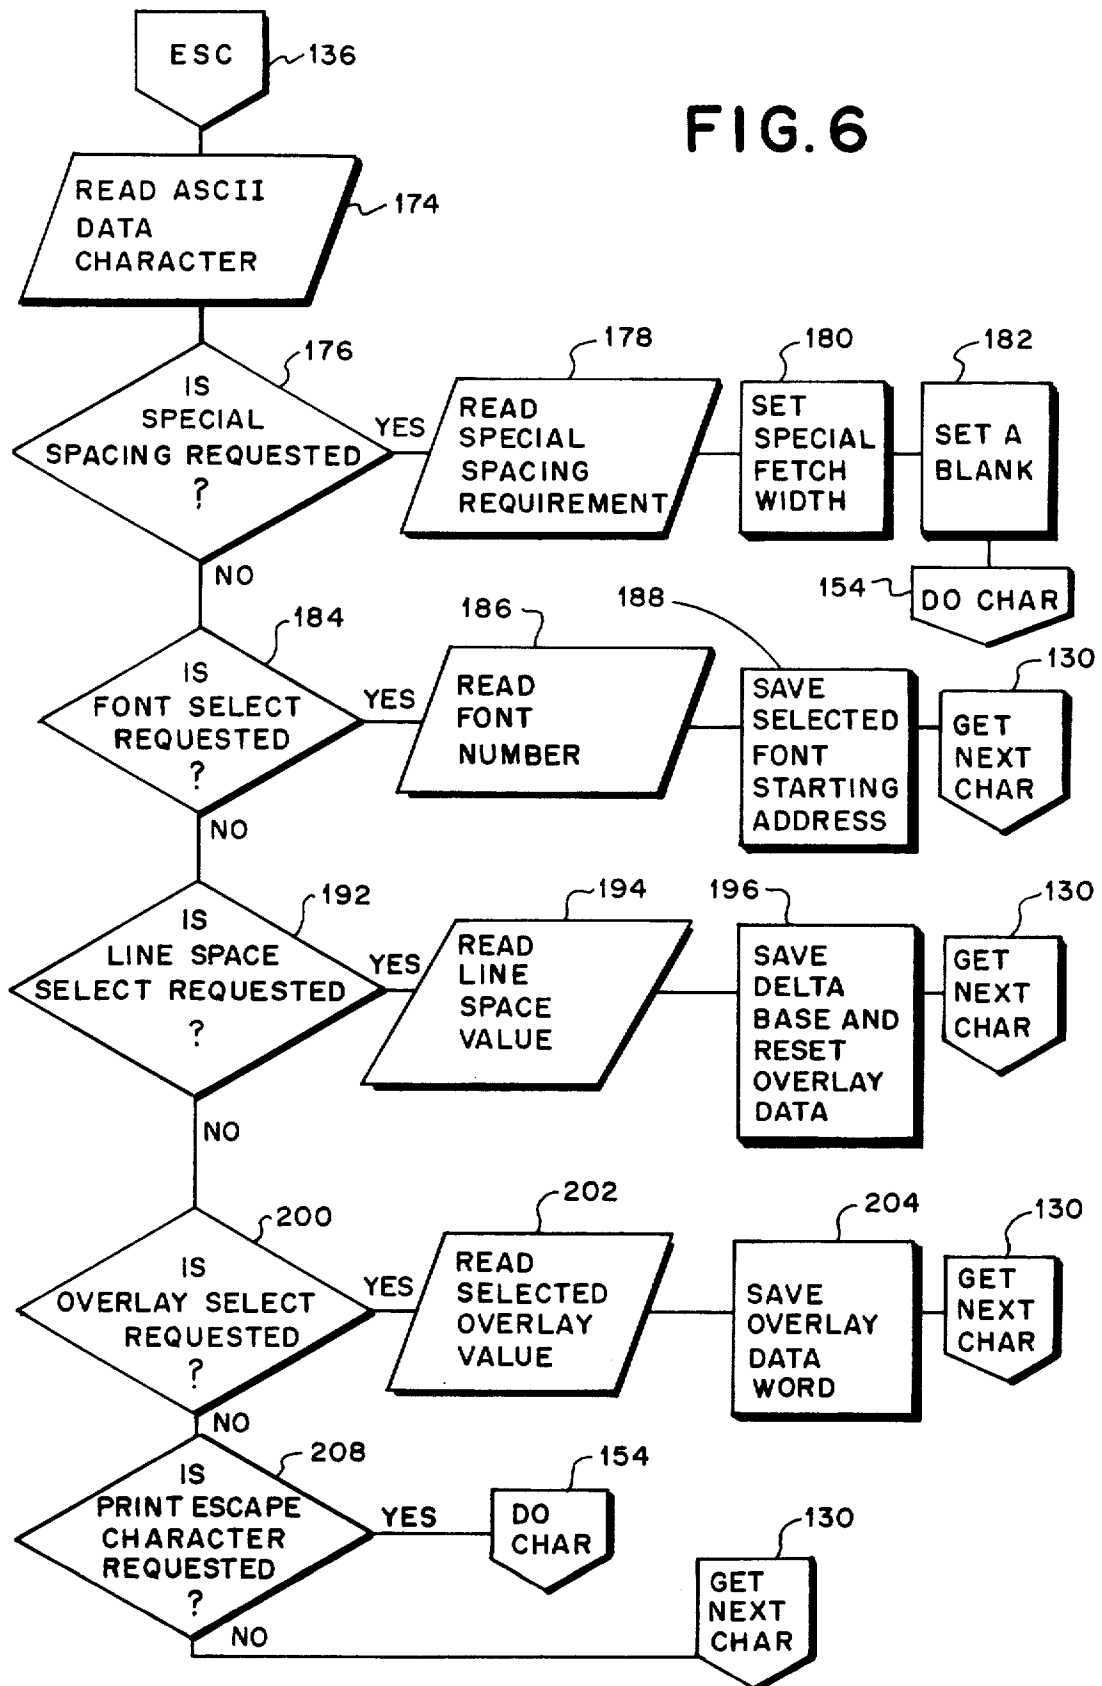 ESC
136
FIG. 6
READ ASCII
DATA
CHARACTER
174
IS
SPECIAL
SPACING REQUESTED
?
176
YES
NO
READ
SPECIAL
SPACING
REQUIREMENT
178
SET
SPECIAL
FETCH
WIDTH
180
SET A
BLANK
182
154
DO CHAR
IS
FONT SELECT
REQUESTED
?
184
YES
NO
READ
FONT
NUMBER
186
SAVE
SELECTED
FONT
STARTING
ADDRESS
188
GET
NEXT
CHAR
130
IS
LINE SPACE
SELECT REQUESTED
?
192
YES
NO
READ
LINE
SPACE
VALUE
194
SAVE
DELTA
BASE AND
RESET
OVERLAY
DATA
196
GET
NEXT
CHAR
130
IS
OVERLAY SELECT
REQUESTED
?
200
YES
NO
READ
SELECTED
OVERLAY
VALUE
202
SAVE
OVERLAY
DATA
WORD
204
GET
NEXT
CHAR
130
IS
PRINT ESCAPE
CHARACTER
REQUESTED
?
208
YES
NO
DO
CHAR
154
GET
NEXT
CHAR
130